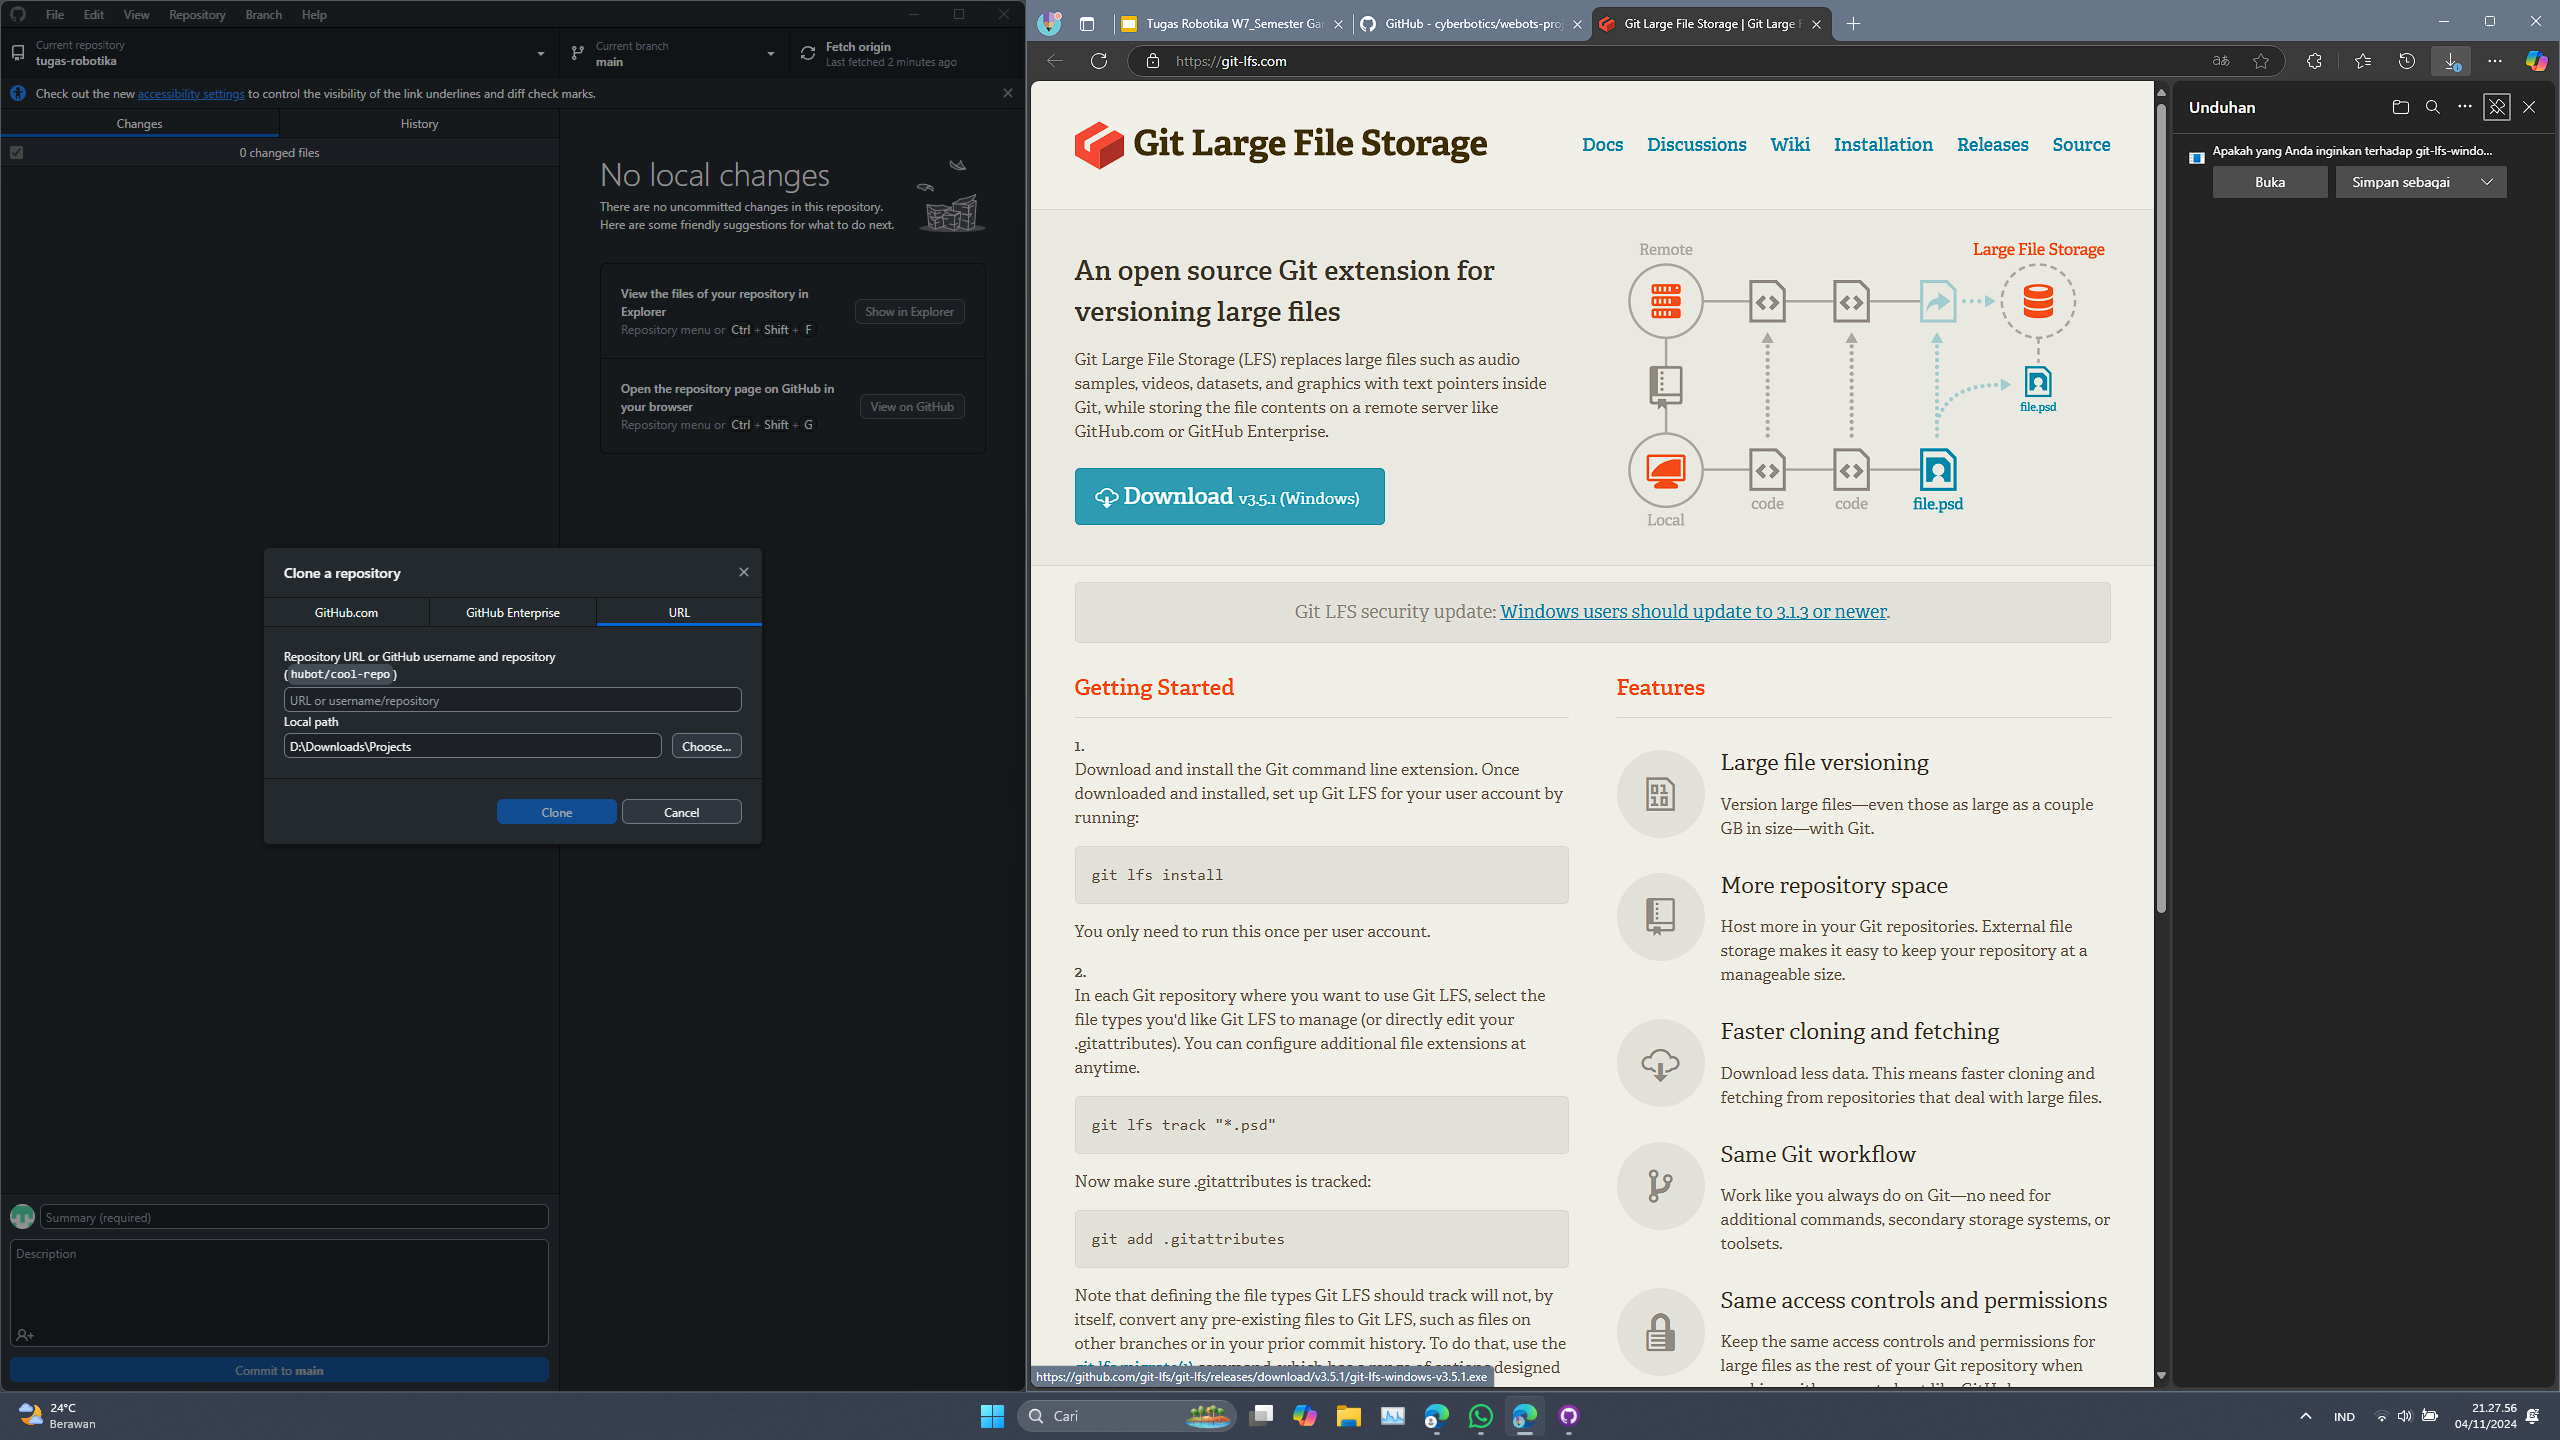 File Edit View Repository Branch Help
Current repository
tugas-robotika
Current branch
main
Fetch origin
Last fetched 2 minutes ago
Check out the new accessibility settings to control the visibility of the link underlines and diff check marks.
Changes
History
0 changed files
No local changes
There are no uncommitted changes in this repository.
Here are some friendly suggestions for what to do next.
View the files of your repository in
Explorer
Repository menu or Ctrl + Shift + F
Show in Explorer
Open the repository page on GitHub in
your browser
Repository menu or Ctrl + Shift + G
View on GitHub
Clone a repository
GitHub.com
GitHub Enterprise
URL
Repository URL or GitHub username and repository
(hubot/cool-repo)
URL or username/repository
Local path
D:\Downloads\Projects
Choose...
Clone
Cancel
Summary (required)
Description
Commit to main
Tugas Robotika W7_Semester Ga
GitHub - cyberbotics/webots-pro
Git Large File Storage | Git Large F
https://git-lfs.com
Git Large File Storage
Docs
Discussions
Wiki
Installation
Releases
Source
An open source Git extension for
versioning large files
Git Large File Storage (LFS) replaces large files such as audio
samples, videos, datasets, and graphics with text pointers inside
Git, while storing the file contents on a remote server like
GitHub.com or GitHub Enterprise.
Download v3.5.1 (Windows)
Remote
Large File Storage
file.psd
Local
code
code
file.psd
Git LFS security update: Windows users should update to 3.1.3 or newer.
Getting Started
1.
Download and install the Git command line extension. Once
downloaded and installed, set up Git LFS for your user account by
running:
git lfs install
You only need to run this once per user account.
2.
In each Git repository where you want to use Git LFS, select the
file types you'd like Git LFS to manage (or directly edit your
.gitattributes). You can configure additional file extensions at
anytime.
git lfs track "*.psd"
Now make sure .gitattributes is tracked:
git add .gitattributes
Note that defining the file types Git LFS should track will not, by
itself, convert any pre-existing files to Git LFS, such as files on
other branches or in your prior commit history. To do that, use the
designed
https://github.com/git-lfs/git-lfs/releases/download/v3.5.1/git-lfs-windows-v3.5.1.exe
Features
Large file versioning
Version large files—even those as large as a couple
GB in size—with Git.
More repository space
Host more in your Git repositories. External file
storage makes it easy to keep your repository at a
manageable size.
Faster cloning and fetching
Download less data. This means faster cloning and
fetching from repositories that deal with large files.
Same Git workflow
Work like you always do on Git—no need for
additional commands, secondary storage systems, or
toolsets.
Same access controls and permissions
Keep the same access controls and permissions for
large files as the rest of your Git repository when
Unduhan
Apakah yang Anda inginkan terhadap git-lfs-windo...
Buka
Simpan sebagai
24°C
Berawan
Cari
IND
21.27.56
04/11/2024